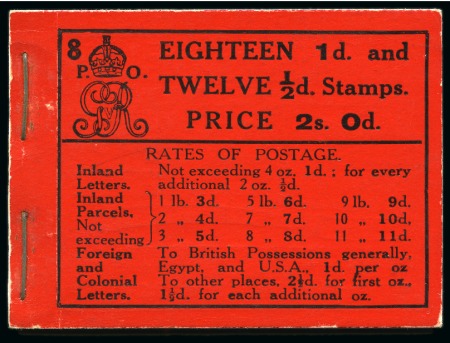 8
P. O.
EIGHTEEN 1d. and
TWELVE ½d. Stamps.
PRICE 2s. 0d.
RATES OF POSTAGE.
Inland Letters. Not exceeding 4 oz. 1d.; for every
additional 2 oz. ½d.
Inland Parcels, Not exceeding
1 lb. 3d. 5 lb. 6d. 9 lb. 9d.
2 „ 4d. 7 „ 7d. 10 „ 10d,
3 „ 5d. 8 „ 8d. 11 „ 11d.
Foreign and Colonial Letters. To British Possessions generally,
Egypt, and U.S.A., 1d. per oz
To other places, 2½d. for first oz.,
1½d. for each additional oz.